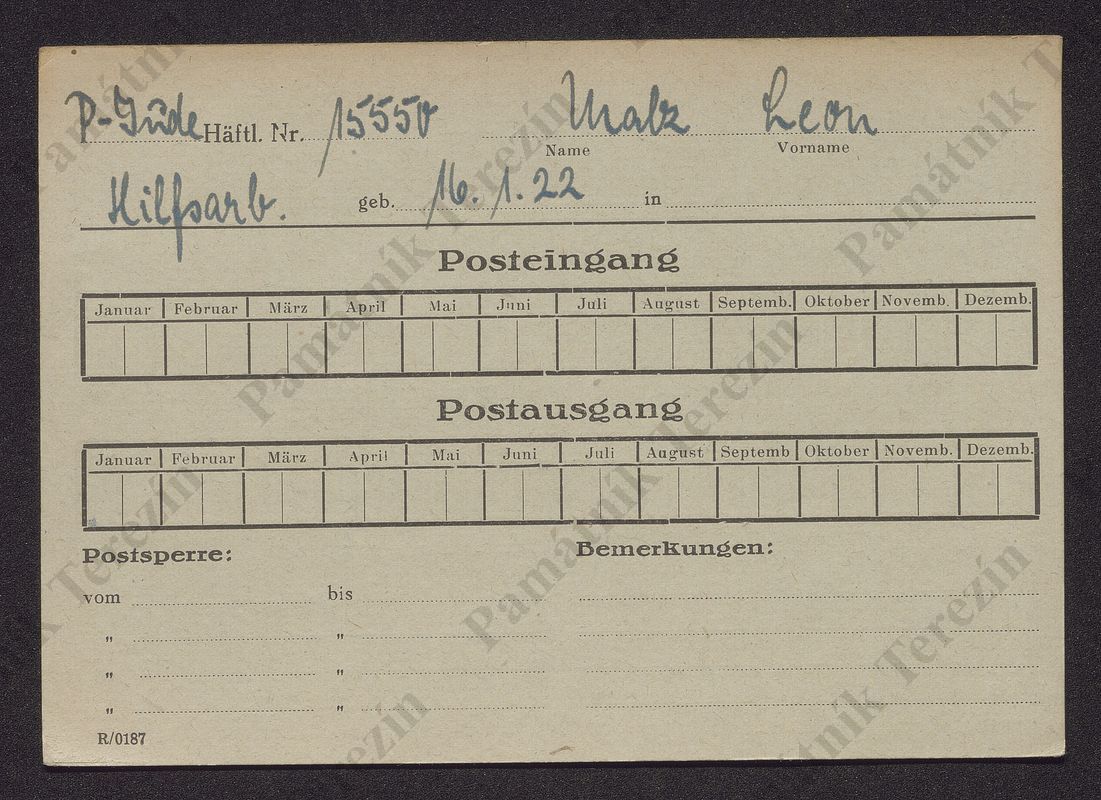 P-Jude Häftl. Nr. 15550 Malz Leon
Name Vorname
Hilfsarb. geb. 16.1.22 in
Posteingang
Januar Februar März April Mai Juni Juli August Septemb. Oktober Novemb. Dezemb.
Postausgang
Januar Februar März April Mai Juni Juli August Septemb Oktober Novemb. Dezemb.
Postsperre: Bemerkungen:
vom bis
" "
" "
" "
R/0187
Památník Terezín